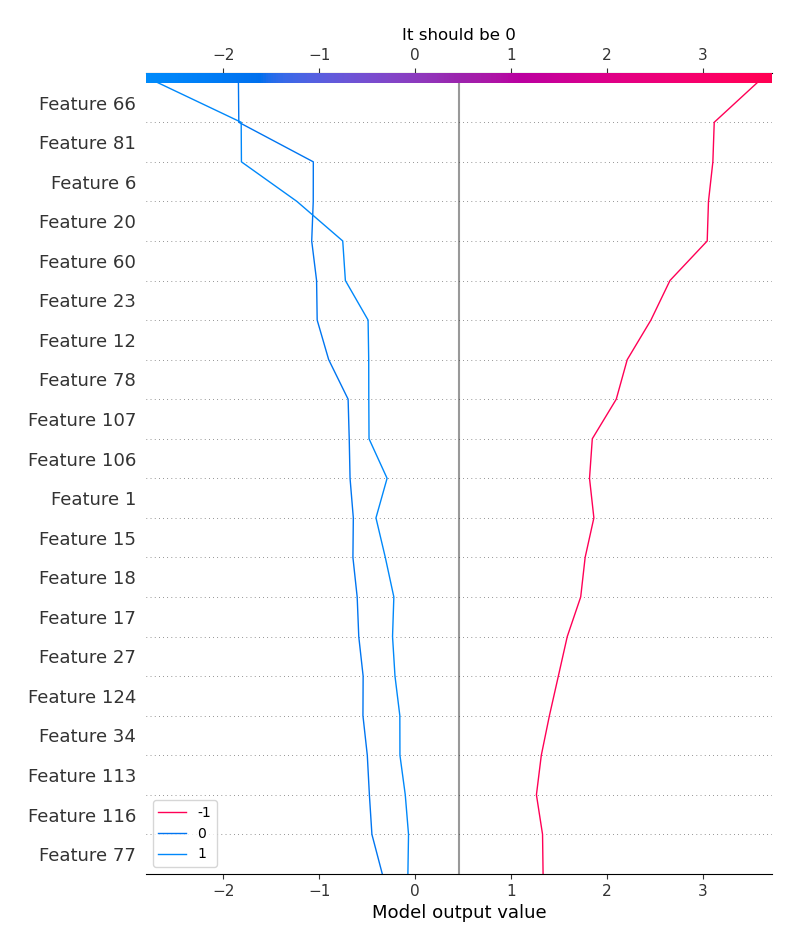 It should be 0
−2 −1 0 1 2 3
Feature 66
Feature 81
Feature 6
Feature 20
Feature 60
Feature 23
Feature 12
Feature 78
Feature 107
Feature 106
Feature 1
Feature 15
Feature 18
Feature 17
Feature 27
Feature 124
Feature 34
Feature 113
Feature 116
Feature 77
-1
0
1
−2 −1 0 1 2 3
Model output value